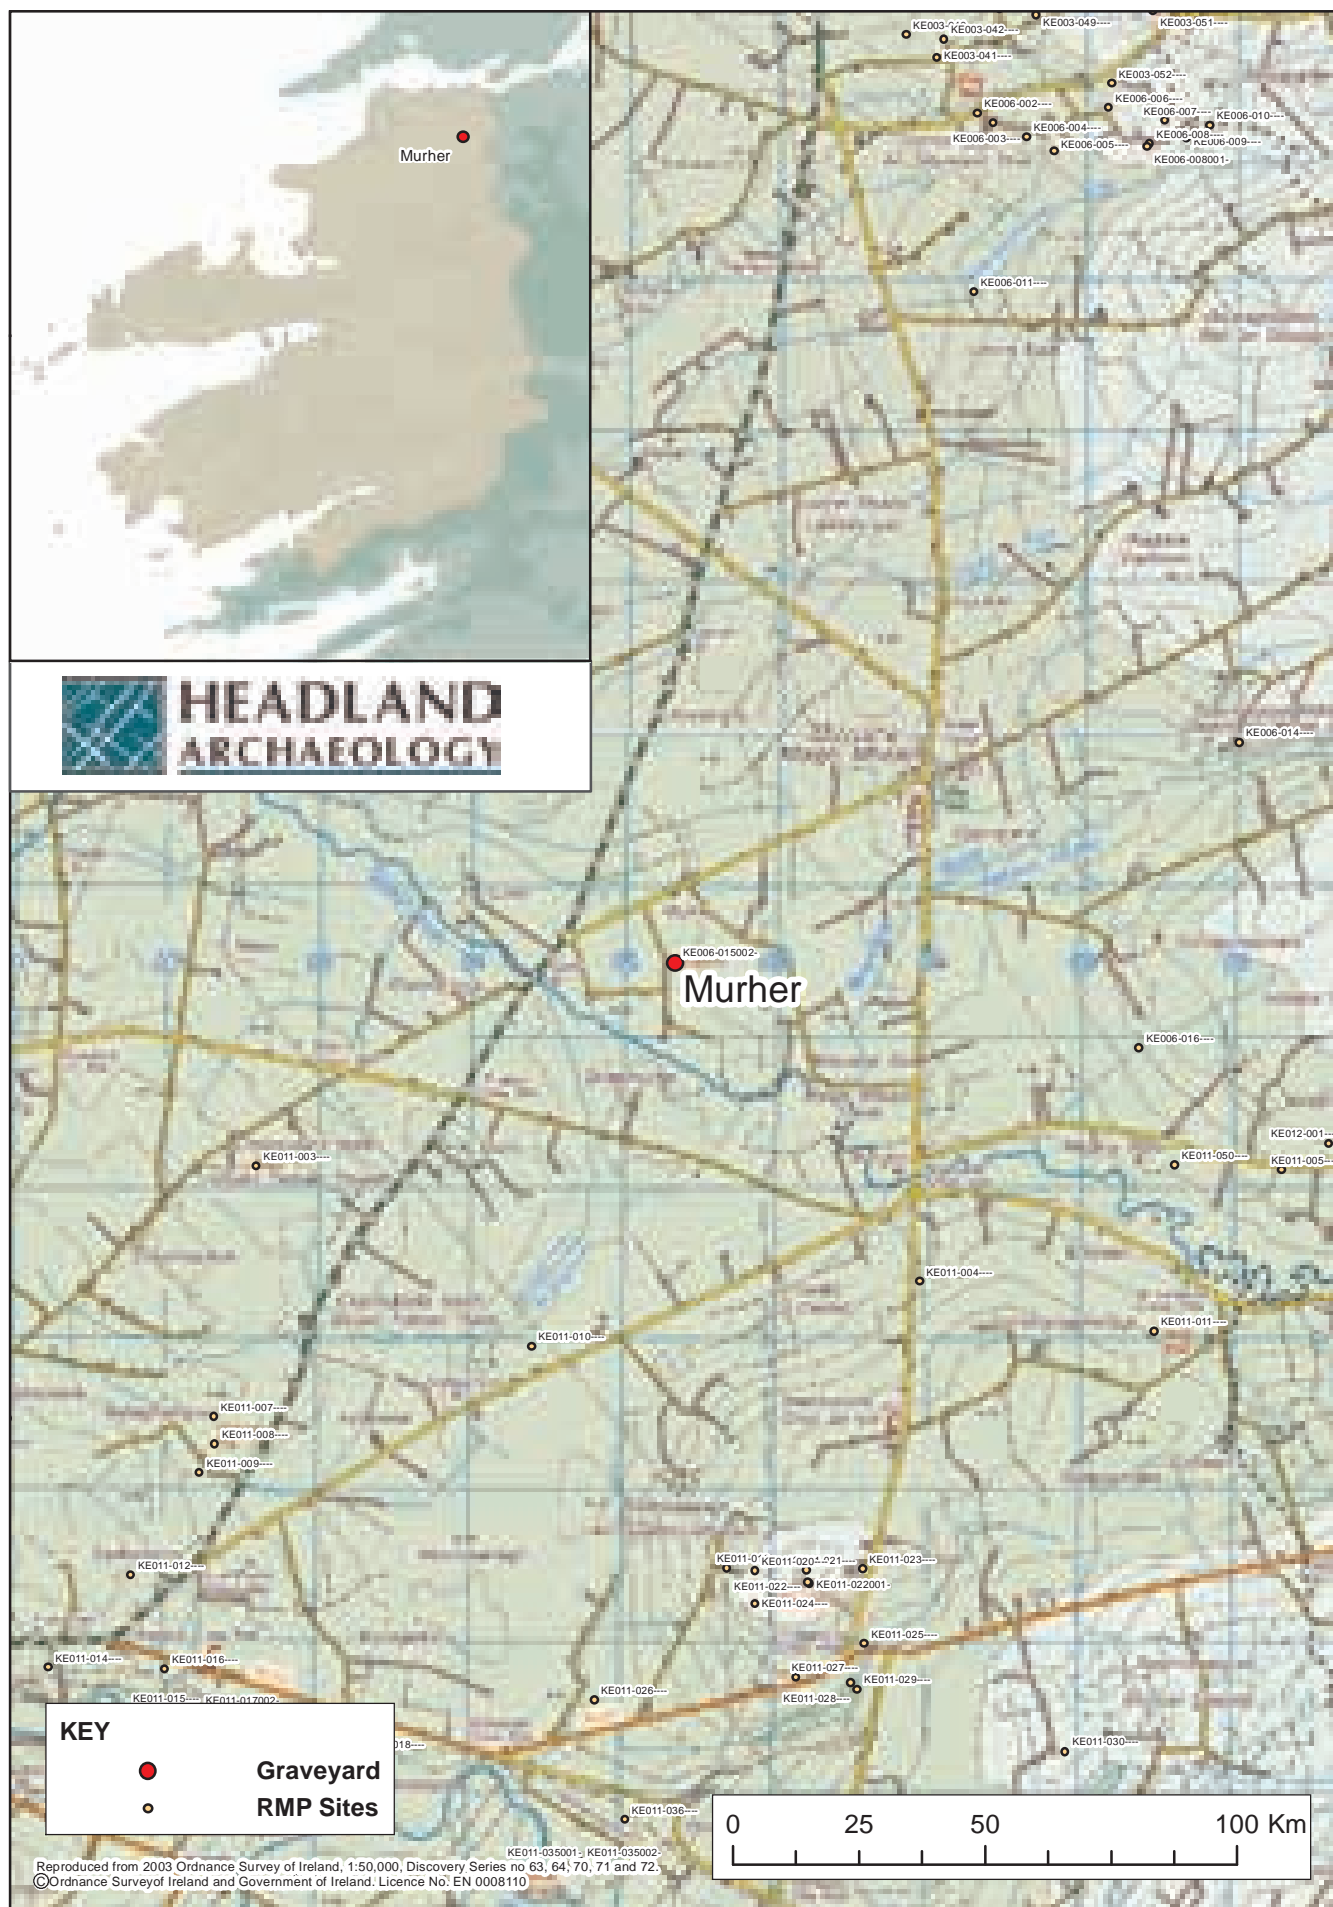 Murher
HEADLAND
ARCHAEOLOGY
KE003-049----
KE003-051----
KE003-042----
KE003-041----
KE003-052----
KE006-002----
KE006-006----
KE006-007----
KE006-010----
KE006-003----
KE006-004----
KE006-008----
KE006-009----
KE006-005----
KE006-008001-
KE006-011----
KE006-014----
KE006-015002-
Murher
KE006-016----
KE012-001---
KE011-003----
KE011-050----
KE011-005---
KE011-004----
KE011-011----
KE011-010----
KE011-007----
KE011-008----
KE011-009----
KE011-012----
KE011-020----
021----
KE011-023----
KE011-022----
KE011-022001-
KE011-024----
KE011-025----
KE011-014----
KE011-016----
KE011-027----
KE011-029----
KE011-015----
KE011-017002-
KE011-026----
KE011-028----
018----
KE011-030----
KE011-036----
KEY
Graveyard
RMP Sites
0 25 50 100 Km
KE011-035001-
KE011-035002-
Reproduced from 2003 Ordnance Survey of Ireland, 1:50,000, Discovery Series no 63, 64, 70, 71 and 72.
©Ordnance Surveyof Ireland and Government of Ireland. Licence No. EN 0008110